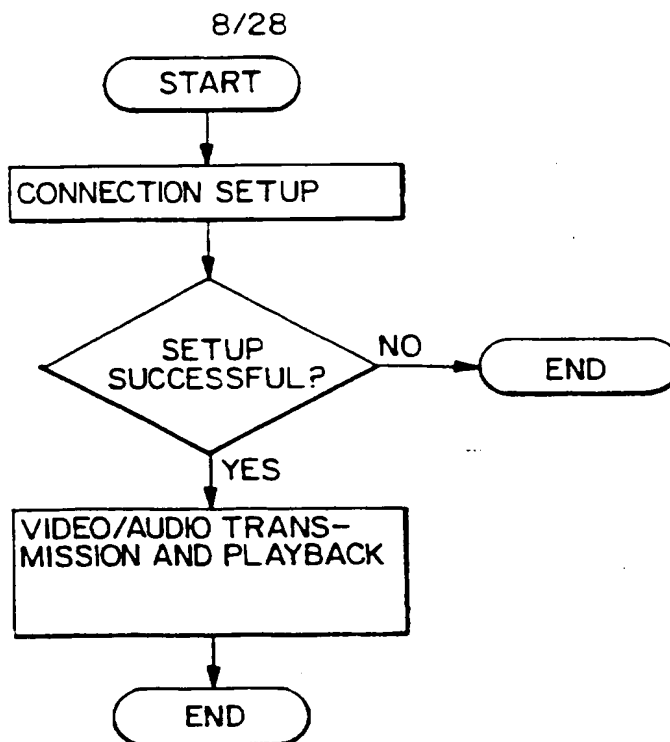 8/28
START
CONNECTION SETUP
SETUP
SUCCESSFUL?
NO
END
YES
VIDEO/AUDIO TRANS-
MISSION AND PLAYBACK
END